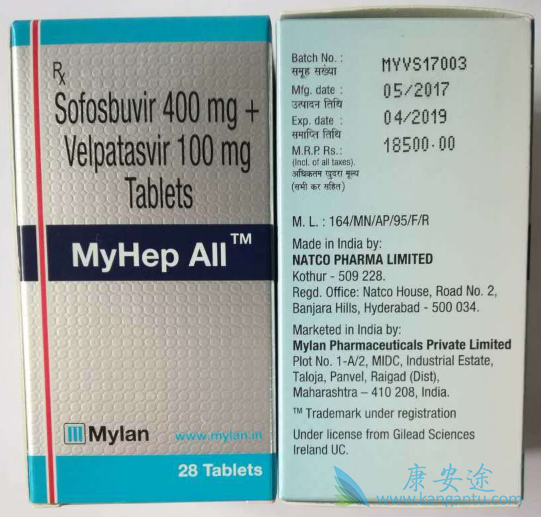 Rx
Sofosbuvir 400 mg +
Velpatasvir 100 mg
Tablets
MyHep All™
Mylan
www.mylan.in
28 Tablets
Batch No. : MYVS17003
समूह संख्या
Mfg. date : 05/2017
उत्पादन तिथि
Exp. date : 04/2019
समाप्ति तिथि
M.R.P. Rs.: 18500.00
(Incl. of all taxes).
अधिकतम खुदरा मूल्य
(सभी कर सहित)
M. L. : 164/MN/AP/95/F/R
Made in India by:
NATCO PHARMA LIMITED
Kothur - 509 228.
Regd. Office: Natco House, Road No. 2,
Banjara Hills, Hyderabad - 500 034.
Marketed in India by:
Mylan Pharmaceuticals Private Limited
Plot No. 1-A/2, MIDC, Industrial Estate,
Taloja, Panvel, Raigad (Dist),
Maharashtra – 410 208, India.
™ Trademark under registration
Under license from Gilead Sciences
Ireland UC.
康安途
www.kangantu.com